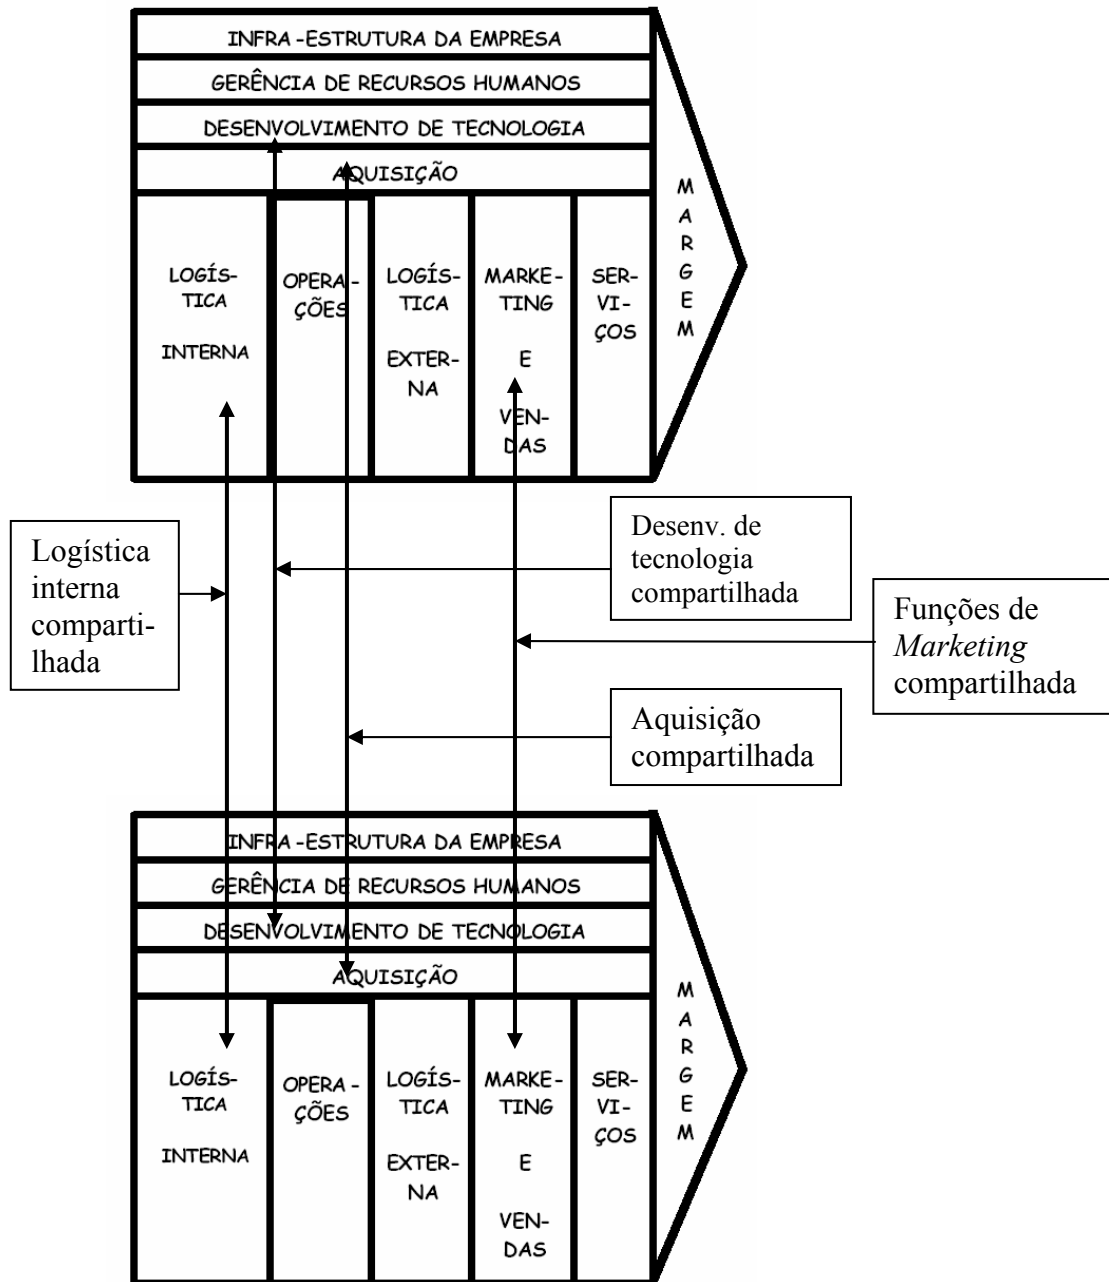 INFRA-ESTRUTURA DA EMPRESA
GERÊNCIA DE RECURSOS HUMANOS
DESENVOLVIMENTO DE TECNOLOGIA
AQUISIÇÃO
LOGÍS-
TICA
INTERNA
OPERA-
ÇÕES
LOGÍS-
TICA
EXTER-
NA
MARKE-
TING
E
VEN-
DAS
SER-
VI-
ÇOS
M
A
R
G
E
M
Logística
interna
comparti-
lhada
Desenv. de
tecnologia
compartilhada
Funções de
Marketing
compartilhada
Aquisição
compartilhada
INFRA-ESTRUTURA DA EMPRESA
GERÊNCIA DE RECURSOS HUMANOS
DESENVOLVIMENTO DE TECNOLOGIA
AQUISIÇÃO
LOGÍS-
TICA
INTERNA
OPERA-
ÇÕES
LOGÍS-
TICA
EXTER-
NA
MARKE-
TING
E
VEN-
DAS
SER-
VI-
ÇOS
M
A
R
G
E
M